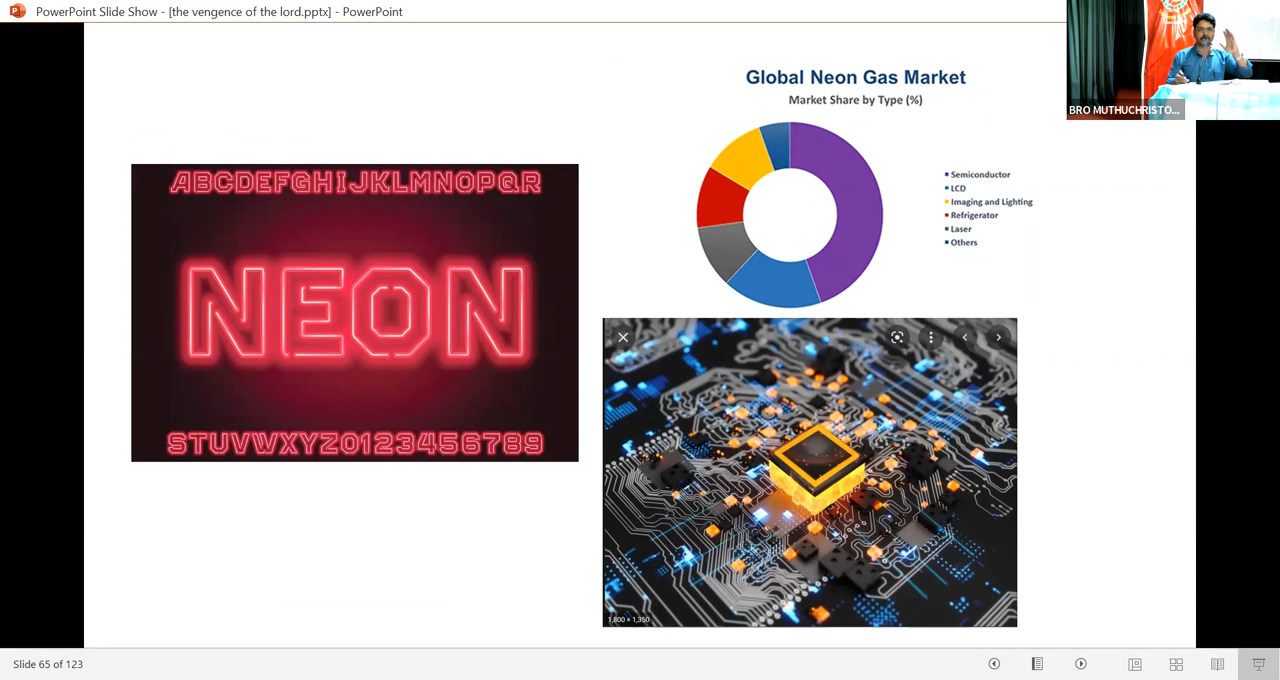 PowerPoint Slide Show - [the vengence of the lord.pptx] - PowerPoint
BRO MUTHUCHRISTO...
Global Neon Gas Market
Market Share by Type (%)
Semiconductor
LCD
Imaging and Lighting
Refrigerator
Laser
Others
ABCDEFGHIJKLMNOPQR
NEON
STUVWXYZ0123456789
1,800 × 1,350
Slide 65 of 123